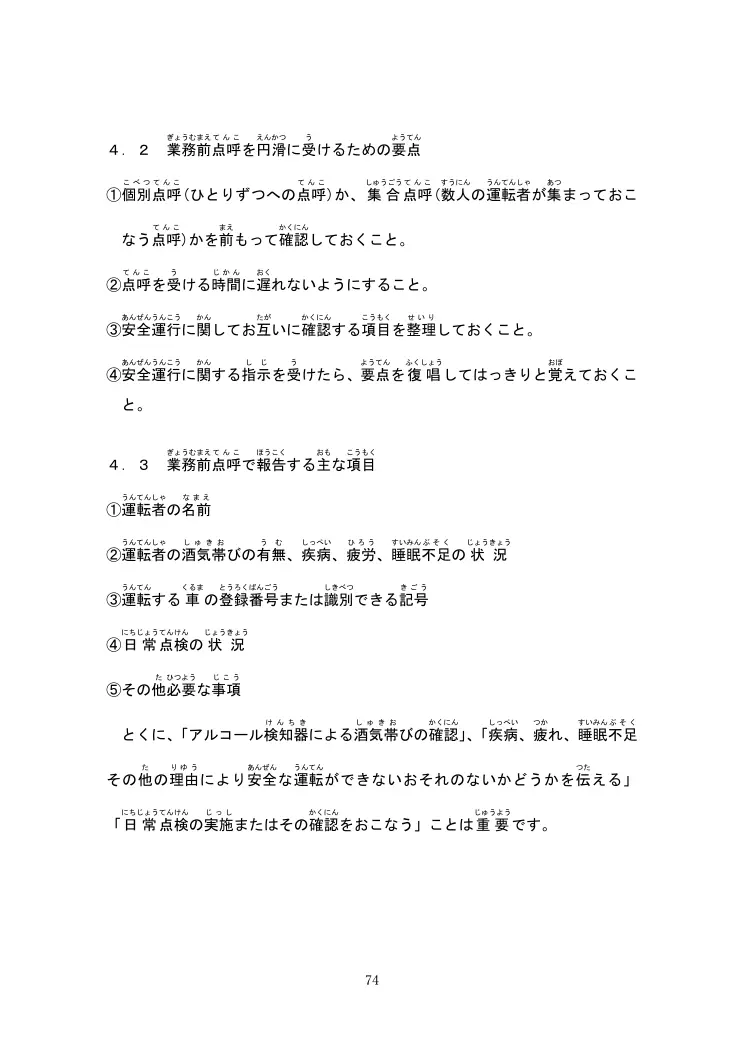 ４．２　業務前点呼を円滑に受けるための要点
①個別点呼(ひとりずつへの点呼)か、集合点呼(数人の運転者が集まっておこ
なう点呼)かを前もって確認しておくこと。
②点呼を受ける時間に遅れないようにすること。
③安全運行に関してお互いに確認する項目を整理しておくこと。
④安全運行に関する指示を受けたら、要点を復唱してはっきりと覚えておくこ
と。
４．３　業務前点呼で報告する主な項目
①運転者の名前
②運転者の酒気帯びの有無、疾病、疲労、睡眠不足の状況
③運転する車の登録番号または識別できる記号
④日常点検の状況
⑤その他必要な事項
とくに、「アルコール検知器による酒気帯びの確認」、「疾病、疲れ、睡眠不足
その他の理由により安全な運転ができないおそれのないかどうかを伝える」
「日常点検の実施またはその確認をおこなう」ことは重要です。
74